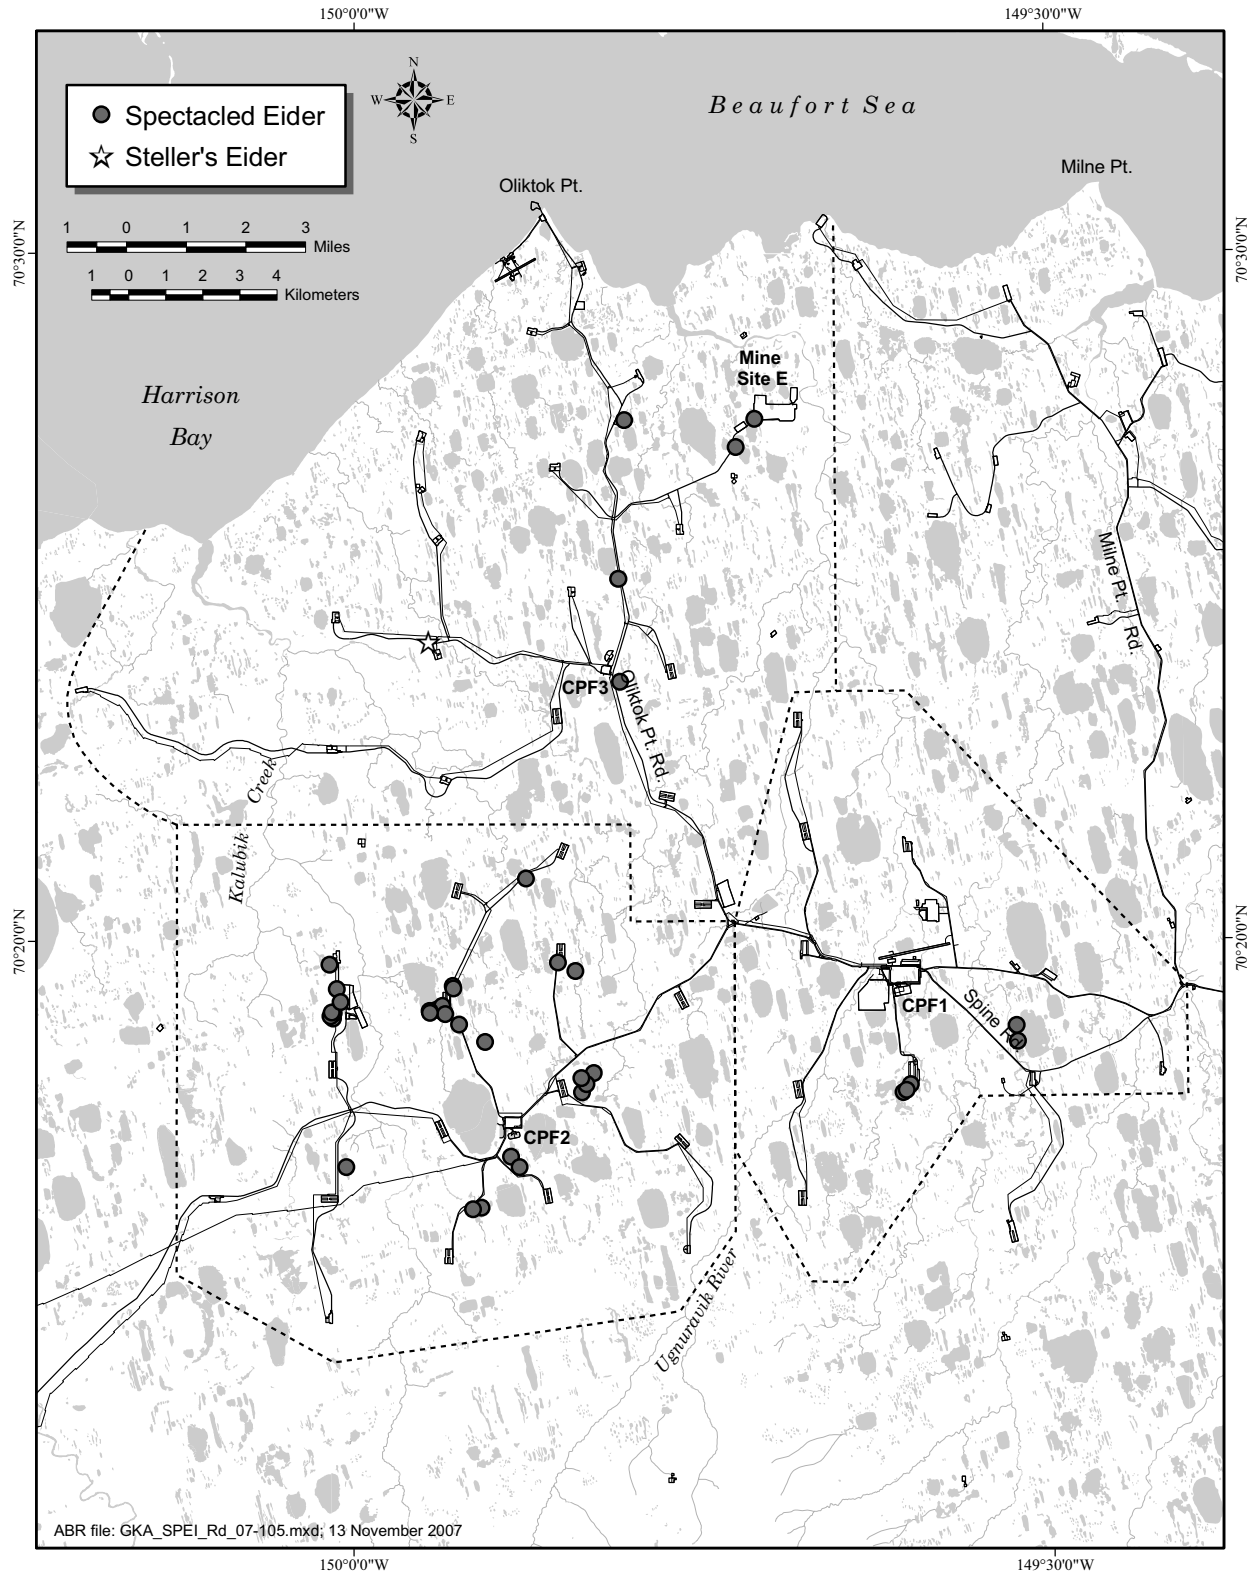 150°0'0"W
149°30'0"W
Spectacled Eider
Steller's Eider
N
W
E
S
Beaufort Sea
Oliktok Pt.
Milne Pt.
1 0 1 2 3
Miles
1 0 1 2 3 4
Kilometers
70°30'0"N
70°30'0"N
Harrison
Bay
Mine
Site E
Milne Pt. Rd
CPF3
Oliktok Pt. Rd.
Kalubik Creek
70°20'0"N
70°20'0"N
CPF1
Spine Rd
CPF2
Ugnuravik River
ABR file: GKA_SPEI_Rd_07-105.mxd; 13 November 2007
150°0'0"W
149°30'0"W